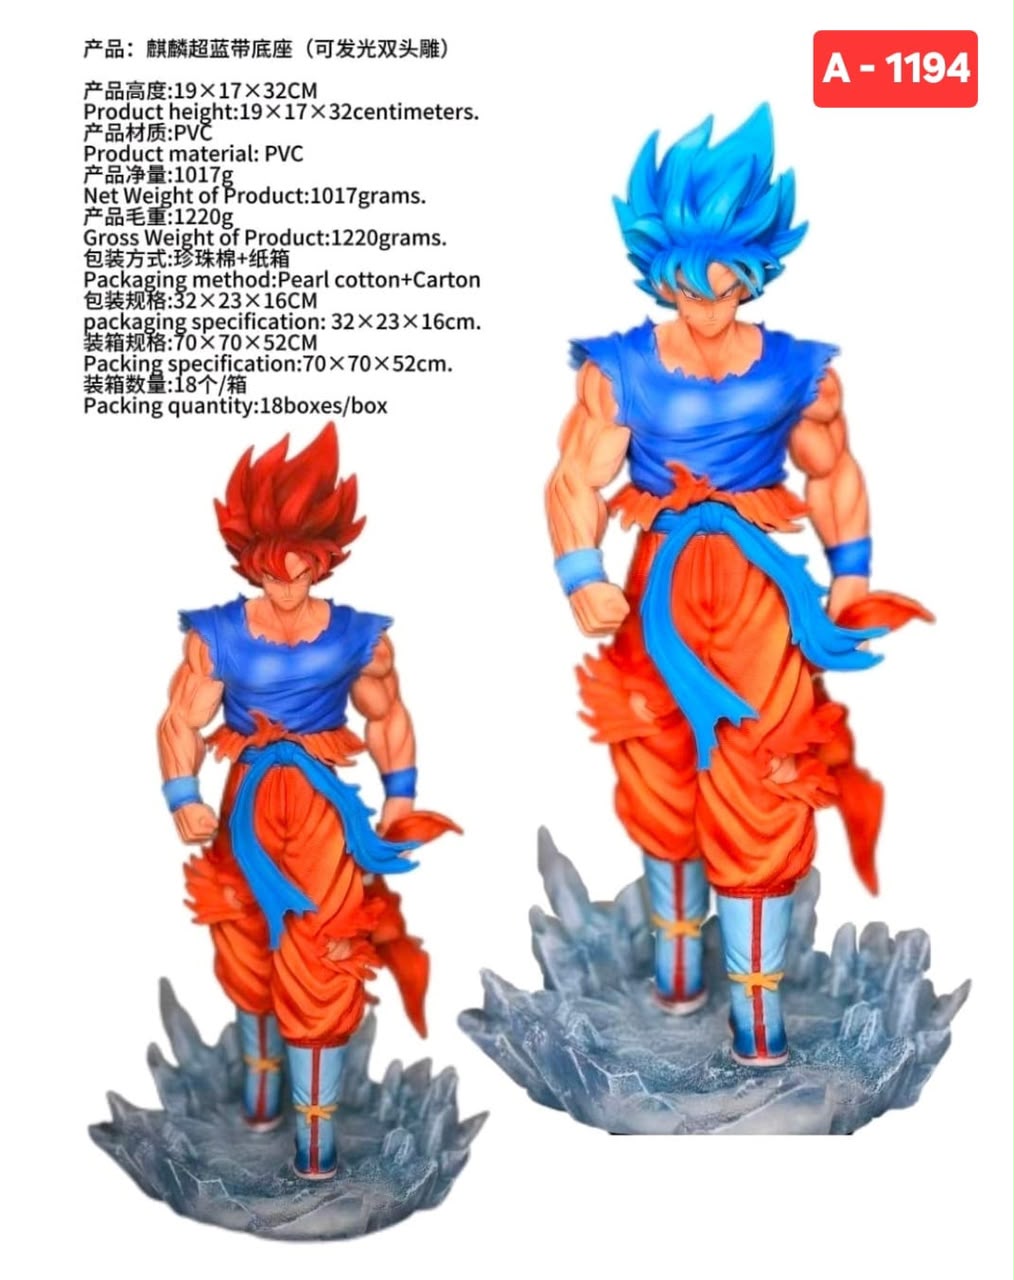 产品：麒麟超蓝带底座（可发光双头雕）
A - 1194
产品高度:19×17×32CM
Product height:19×17×32centimeters.
产品材质:PVC
Product material: PVC
产品净量:1017g
Net Weight of Product:1017grams.
产品毛重:1220g
Gross Weight of Product:1220grams.
包装方式:珍珠棉+纸箱
Packaging method:Pearl cotton+Carton
包装规格:32×23×16CM
packaging specification: 32×23×16cm.
装箱规格:70×70×52CM
Packing specification:70×70×52cm.
装箱数量:18个/箱
Packing quantity:18boxes/box